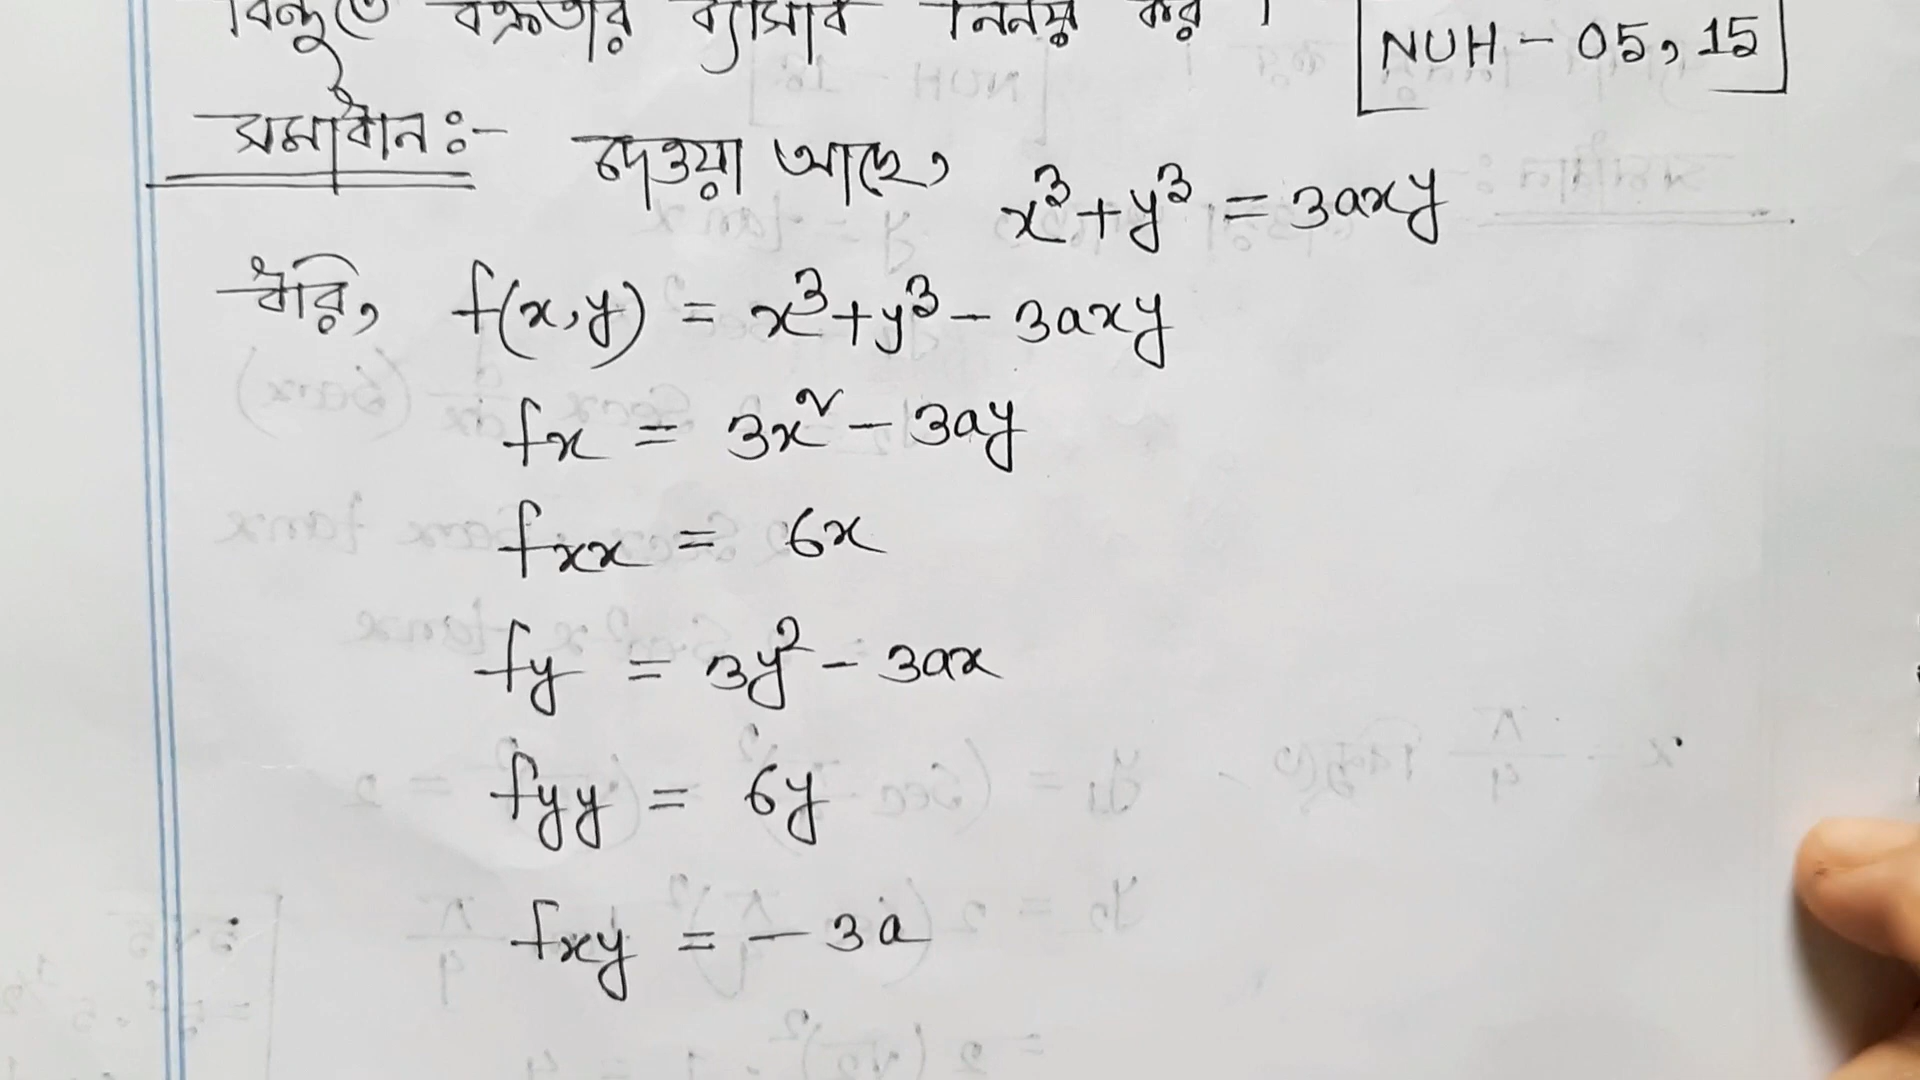 বিন্দুতে বক্রতার ব্যাসার্ধ নির্ণয় কর।
[NUH - 05, 15]
সমাধান ঃ- দেওয়া আছে, x³ + y³ = 3axy
ধরি, f(x, y) = x³ + y³ - 3axy
fx = 3x² - 3ay
fxx = 6x
fy = 3y² - 3ax
fyy = 6y
fxy = - 3a